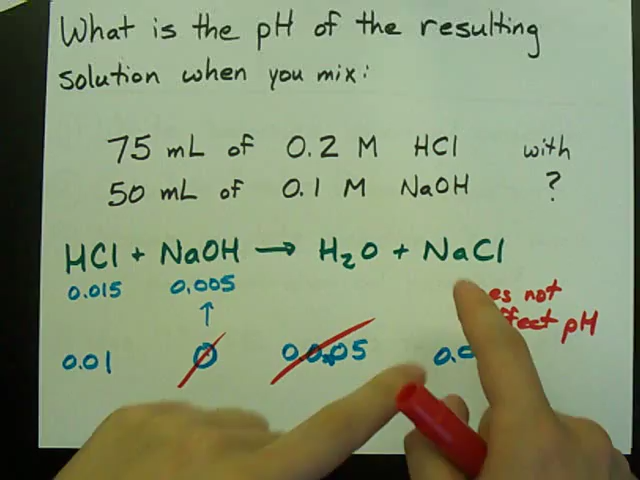 What is the pH of the resulting
solution when you mix:
75 mL of 0.2 M HCl with
50 mL of 0.1 M NaOH ?
HCl + NaOH → H₂O + NaCl
0.015 0.005 not
↑ pH
0.01 0 0.005